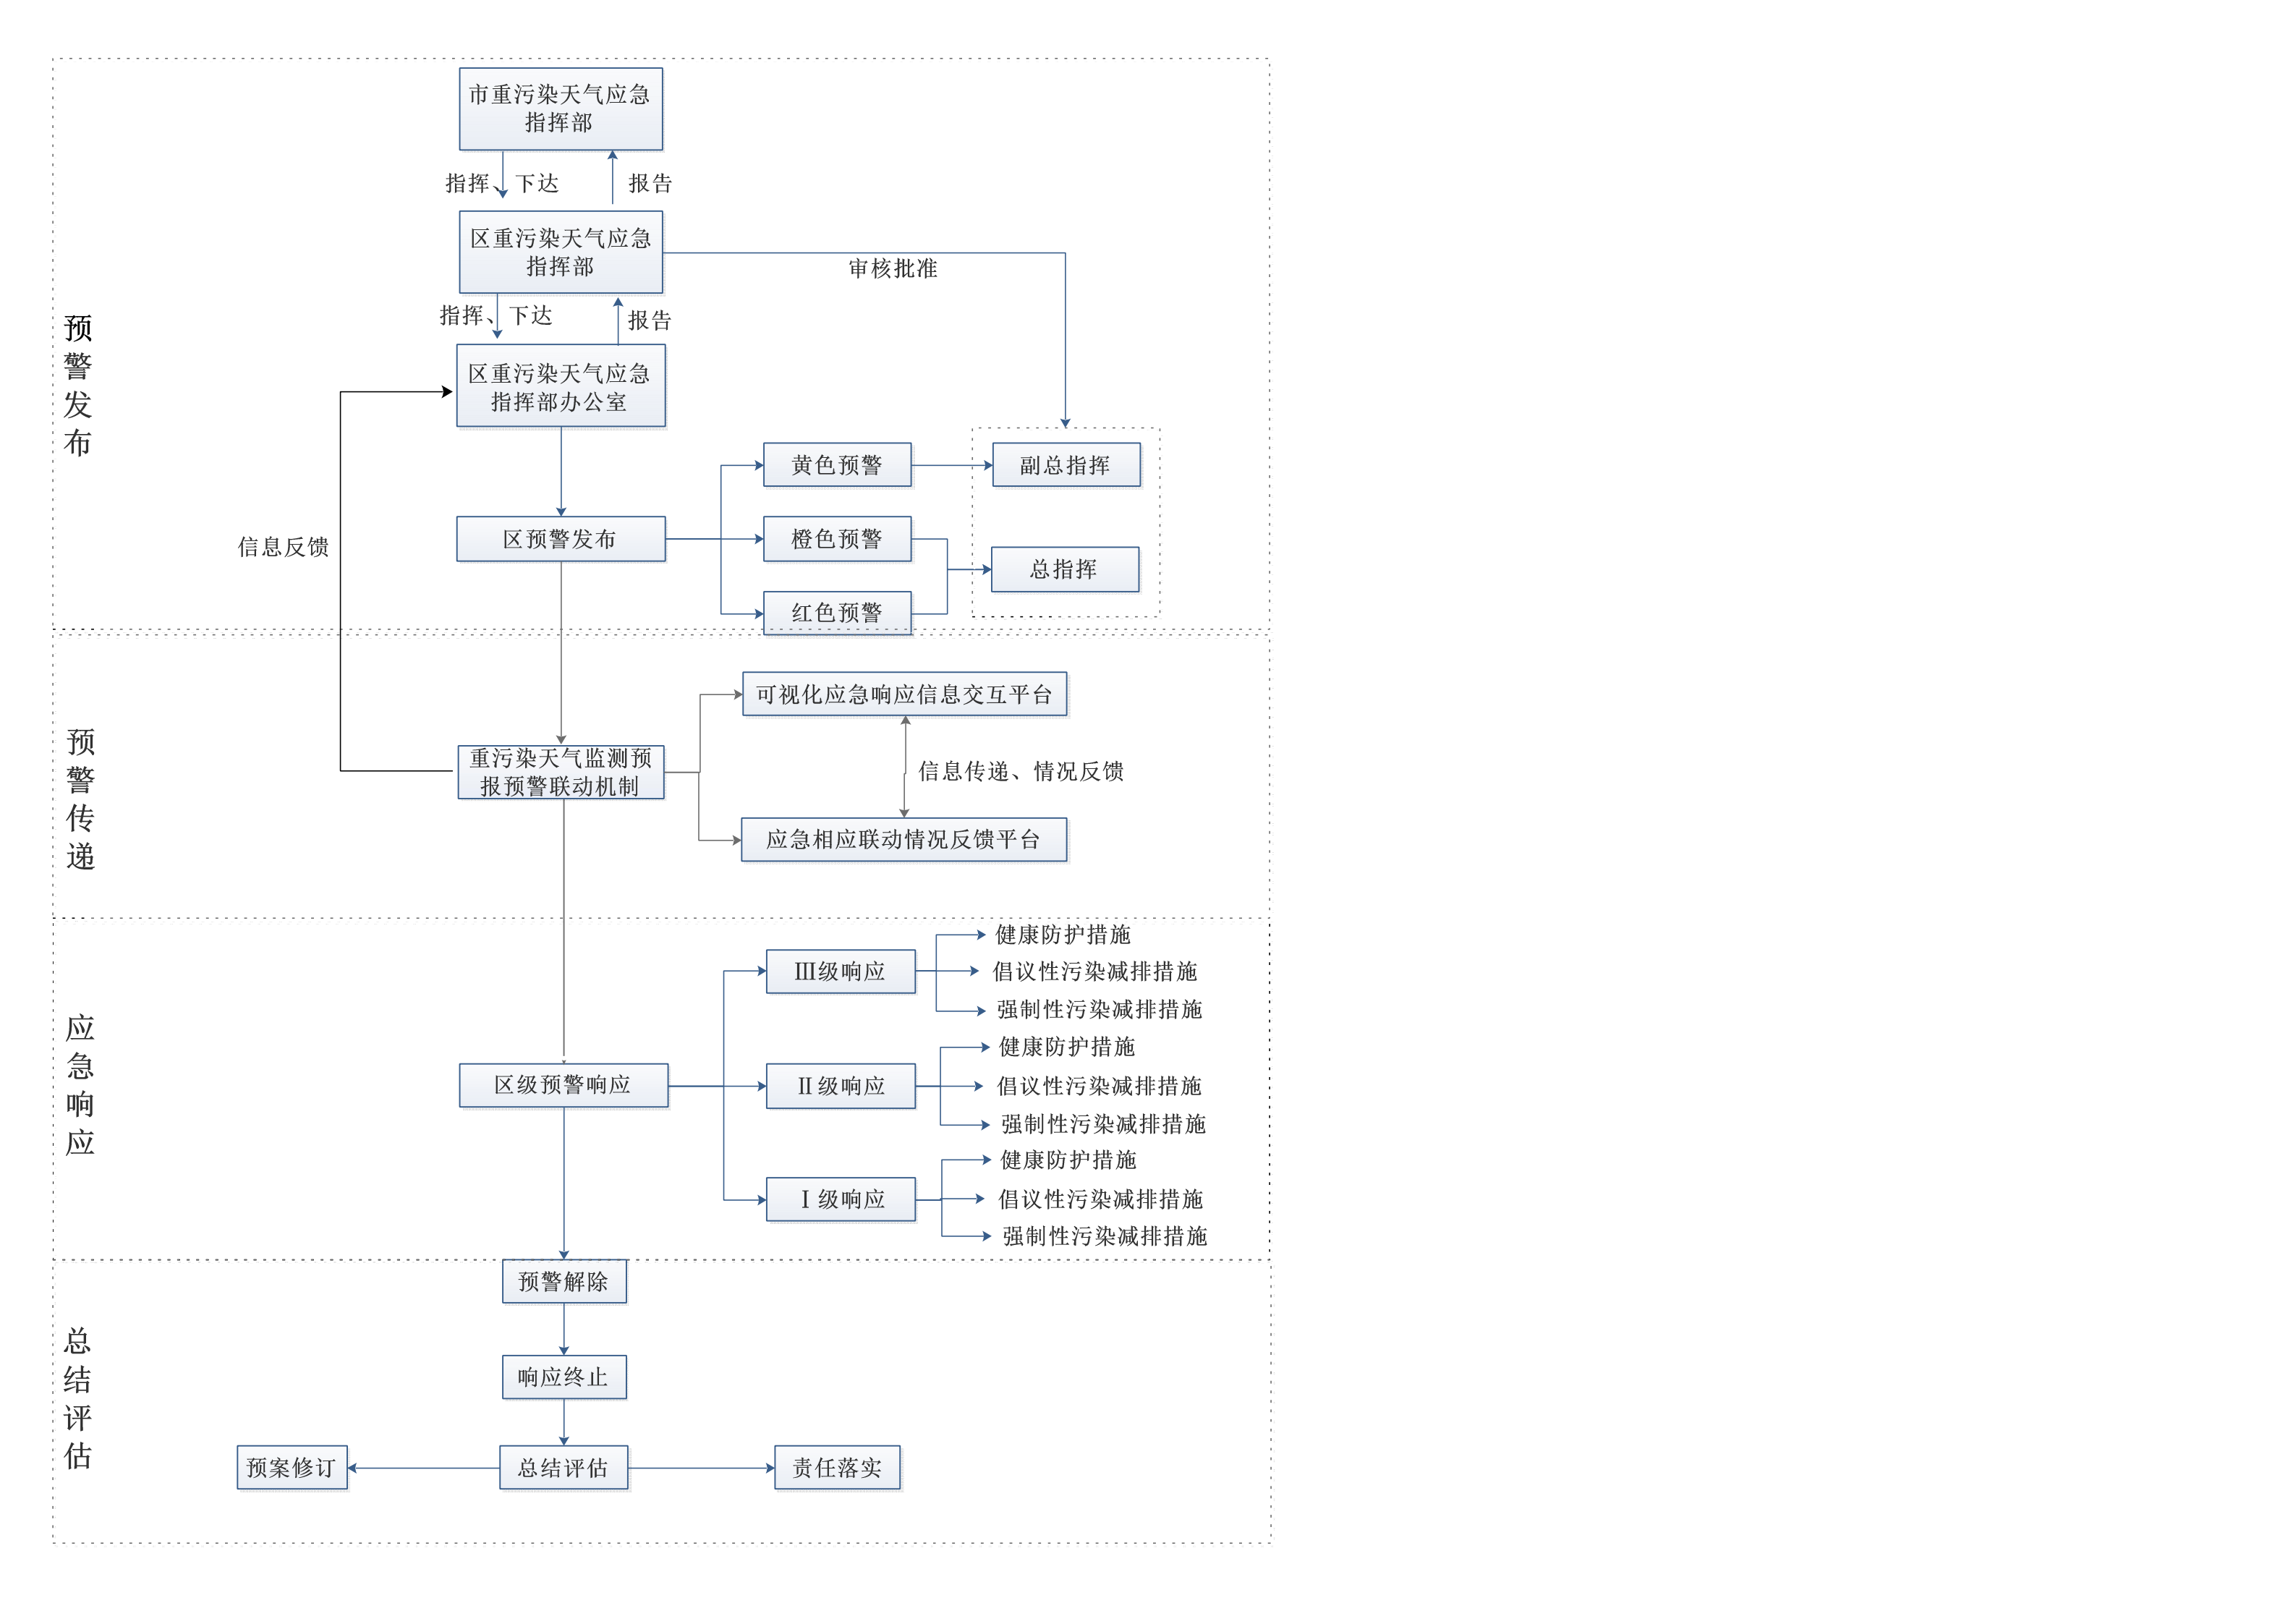 市重污染天气应急
指挥部
指挥、下达
报告
区重污染天气应急
指挥部
审核批准
指挥、下达
报告
预警发布
区重污染天气应急
指挥部办公室
黄色预警
副总指挥
信息反馈
区预警发布
橙色预警
总指挥
红色预警
预警传递
可视化应急响应信息交互平台
重污染天气监测预
报预警联动机制
信息传递、情况反馈
应急相应联动情况反馈平台
应急响应
健康防护措施
III级响应
倡议性污染减排措施
强制性污染减排措施
健康防护措施
区级预警响应
II级响应
倡议性污染减排措施
强制性污染减排措施
健康防护措施
I 级响应
倡议性污染减排措施
强制性污染减排措施
总结评估
预警解除
响应终止
预案修订
总结评估
责任落实